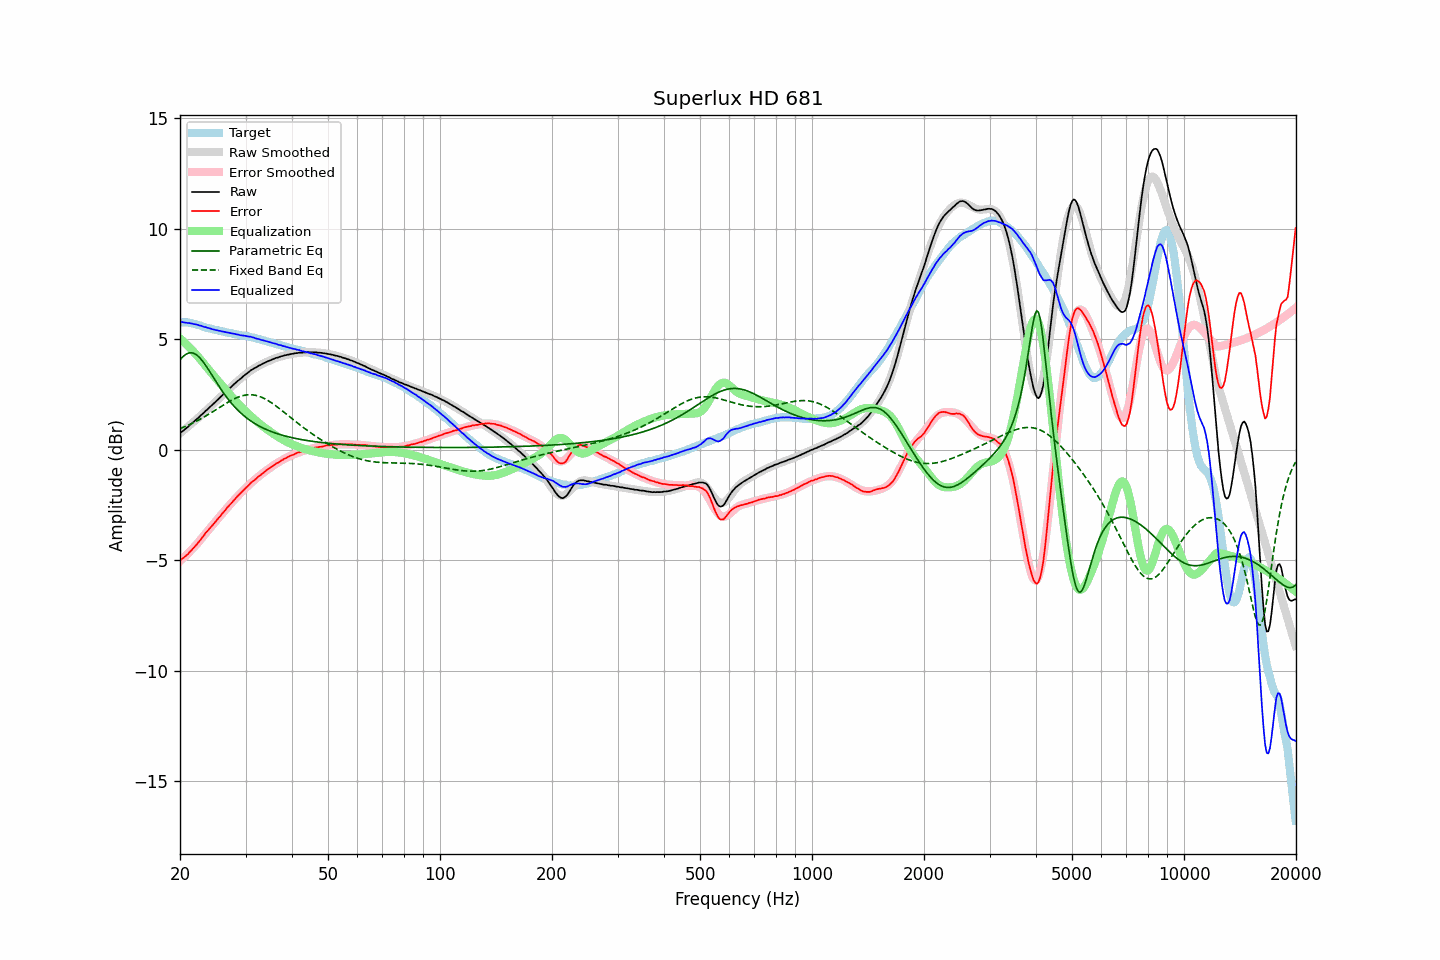 Superlux HD 681
15
10
5
0
−5
−10
−15
Amplitude (dBr)
Target
Raw Smoothed
Error Smoothed
Raw
Error
Equalization
Parametric Eq
Fixed Band Eq
Equalized
20 50 100 200 500 1000 2000 5000 10000 20000
Frequency (Hz)